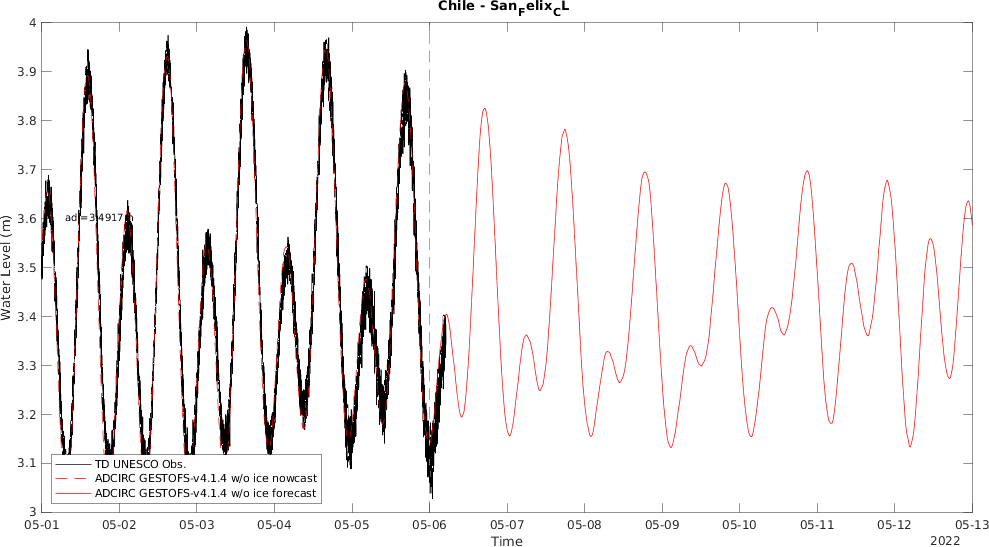 Chile - San_Felix_CL
4
3.9
3.8
3.7
3.6
3.5
3.4
3.3
3.2
3.1
3
Water Level (m)
adj=3.4917
TD UNESCO Obs.
ADCIRC GESTOFS-v4.1.4 w/o ice nowcast
ADCIRC GESTOFS-v4.1.4 w/o ice forecast
05-01 05-02 05-03 05-04 05-05 05-06 05-07 05-08 05-09 05-10 05-11 05-12 05-13
Time
2022